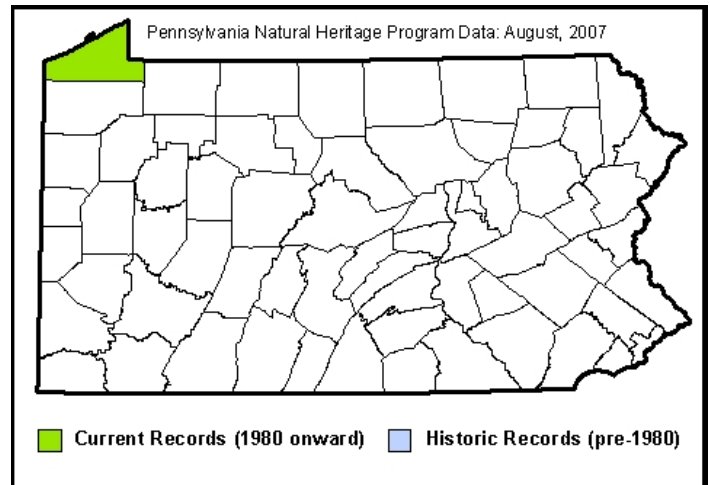 Pennsylvania Natural Heritage Program Data: August, 2007
Current Records (1980 onward) Historic Records (pre-1980)